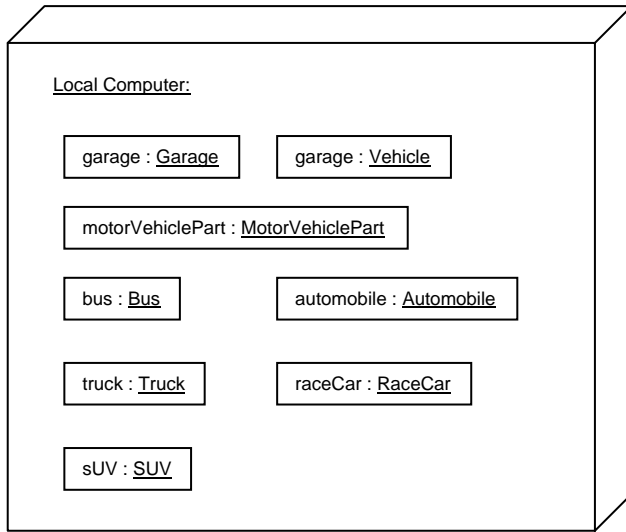 Local Computer:
garage : Garage
garage : Vehicle
motorVehiclePart : MotorVehiclePart
bus : Bus
automobile : Automobile
truck : Truck
raceCar : RaceCar
sUV : SUV